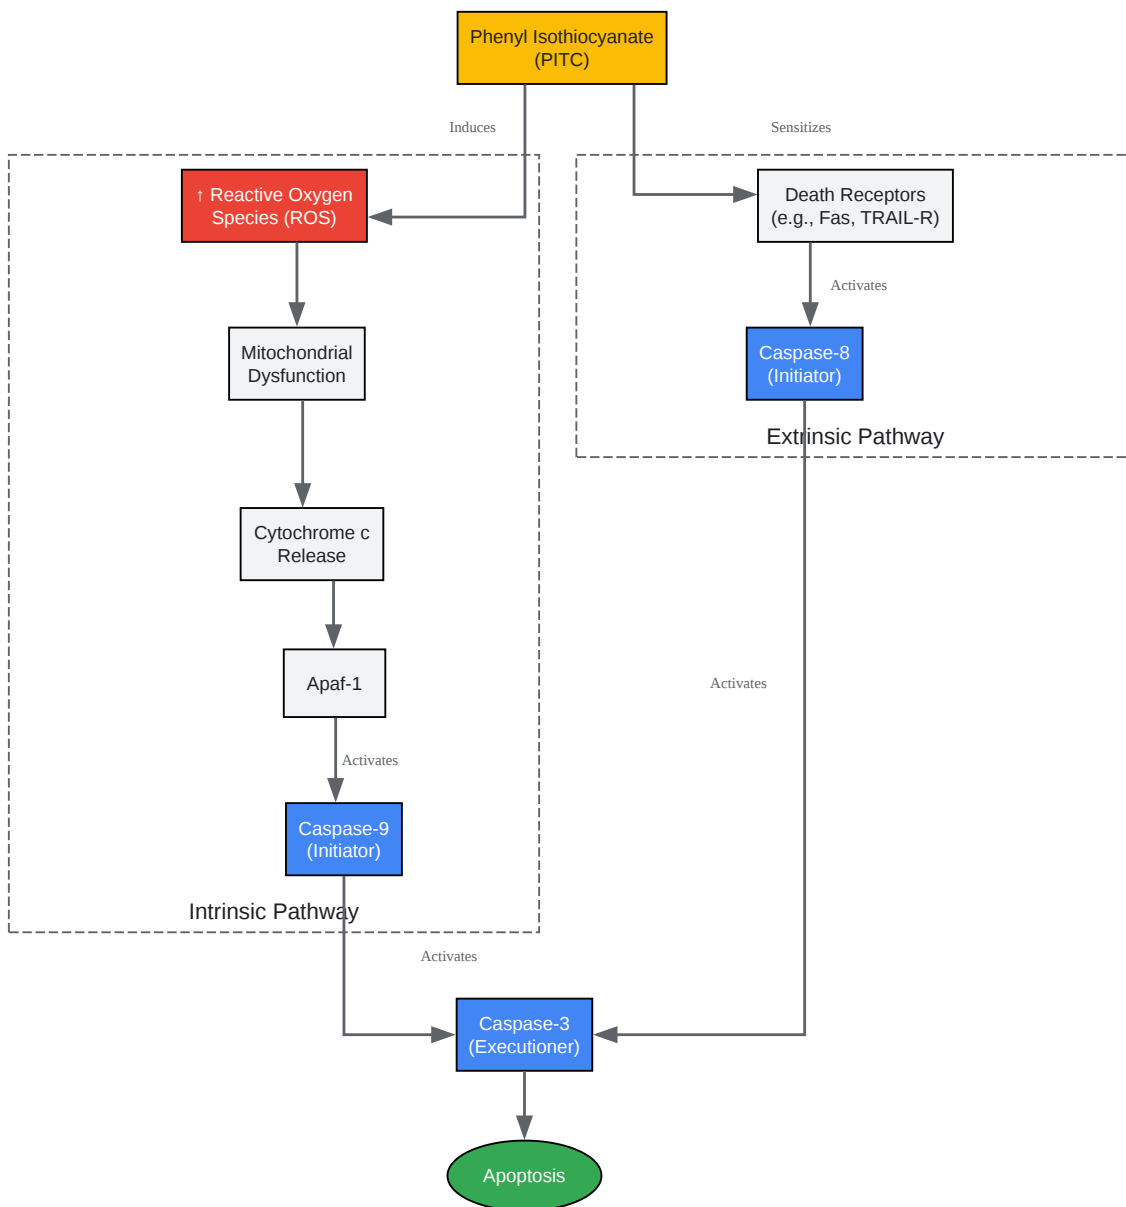 Phenyl Isothiocyanate
(PITC)
Induces
Sensitizes
↑ Reactive Oxygen
Species (ROS)
Death Receptors
(e.g., Fas, TRAIL-R)
Activates
Mitochondrial
Dysfunction
Caspase-8
(Initiator)
Extrinsic Pathway
Cytochrome c
Release
Apaf-1
Activates
Activates
Caspase-9
(Initiator)
Intrinsic Pathway
Activates
Caspase-3
(Executioner)
Apoptosis